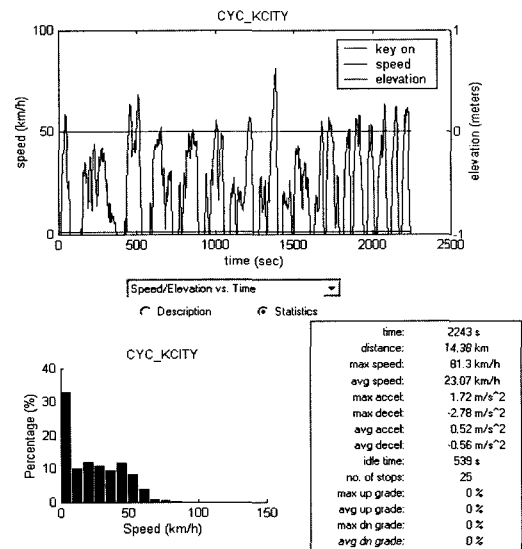 CYC_KCITY
100
50
0
speed (km/h)
key on
speed
elevation
1
0
-1
elevation (meters)
0 500 1000 1500 2000 2500
time (sec)
Speed/Elevation vs. Time
Description Statistics
CYC_KCITY
40
30
20
10
0
Percentage (%)
0 50 100 150
Speed (km/h)
time: 2243 s
distance: 14.38 km
max speed: 81.3 km/h
avg speed: 23.07 km/h
max accel: 1.72 m/s^2
max decel: -2.78 m/s^2
avg accel: 0.52 m/s^2
avg decel: -0.56 m/s^2
idle time: 539 s
no. of stops: 25
max up grade: 0 %
avg up grade: 0 %
max dn grade: 0 %
avg dn grade: 0 %